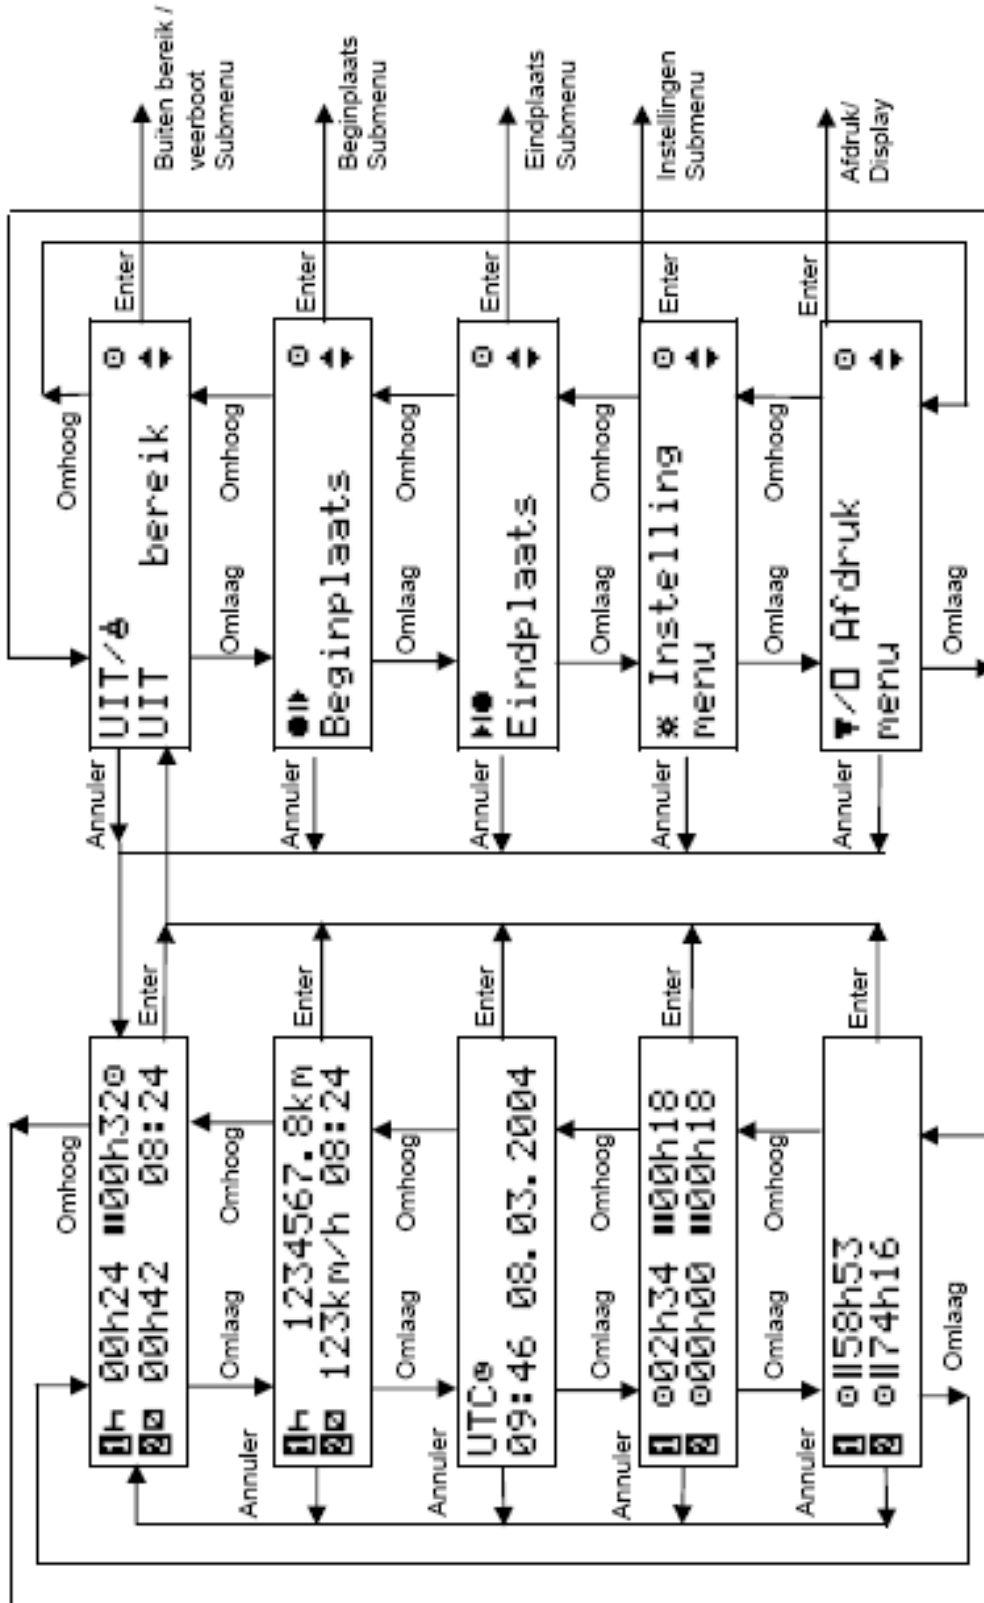 Omhoog
1h 00h24 ▮▮00h32⊙
2⧄ 00h42 08:24
Enter
Omlaag
Omhoog
Annuler
1h 1234567.8km
2⧄ 123km/h 08:24
Enter
Omlaag
Omhoog
Annuler
UTC◕
09:46 08.03.2004
Enter
Omlaag
Omhoog
Annuler
1 ⊙02h34 ▮▮00h18
2 ⊙00h00 ▮▮00h18
Enter
Omlaag
Omhoog
Annuler
1 ⊙||58h53
2 ⊙||74h16
Enter
Omlaag
Omhoog
Annuler
UIT/ ⊙
UIT bereik ▲▼
Enter
Buiten bereik /
veerboot
Submenu
Omlaag
Omhoog
Annuler
●|▶ ⊙
Beginplaats ▲▼
Enter
Beginplaats
Submenu
Omlaag
Omhoog
Annuler
▶|● ⊙
Eindplaats ▲▼
Enter
Eindplaats
Submenu
Omlaag
Omhoog
Annuler
☼ Instelling ⊙
menu ▲▼
Enter
Instellingen
Submenu
Omlaag
Omhoog
Annuler
▼/□ Afdruk ⊙
menu ▲▼
Enter
Afdruk/
Display
Omlaag